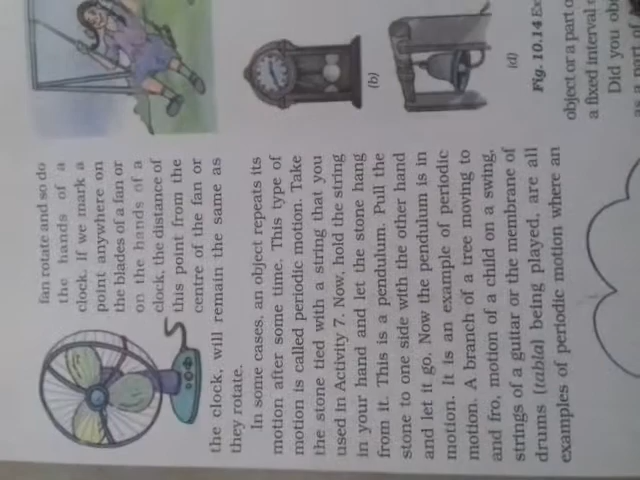 fan rotate and so do
the hands of a
clock. If we mark a
point anywhere on
the blades of a fan or
on the hands of a
clock, the distance of
this point from the
centre of the fan or
the clock, will remain the same as
they rotate.
In some cases, an object repeats its
motion after some time. This type of
motion is called periodic motion. Take
the stone tied with a string that you
used in Activity 7. Now, hold the string
in your hand and let the stone hang
from it. This is a pendulum. Pull the
stone to one side with the other hand
and let it go. Now the pendulum is in
motion. It is an example of periodic
motion. A branch of a tree moving to
and fro, motion of a child on a swing,
strings of a guitar or the membrane of
drums (tabla) being played, are all
examples of periodic motion where an
(b)
(d)
Fig. 10.14
object or a part
a fixed interval
Did you
as a part of